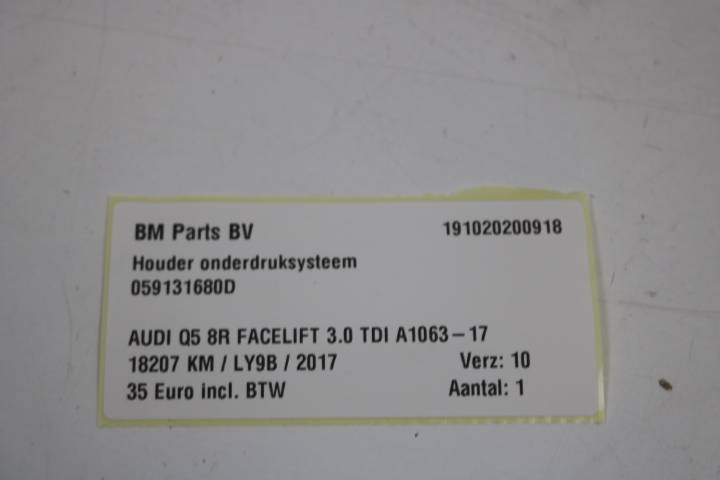 BM Parts BV 191020200918
Houder onderdruksysteem
059131680D
AUDI Q5 8R FACELIFT 3.0 TDI A1063-17
18207 KM / LY9B / 2017 Verz: 10
35 Euro incl. BTW Aantal: 1